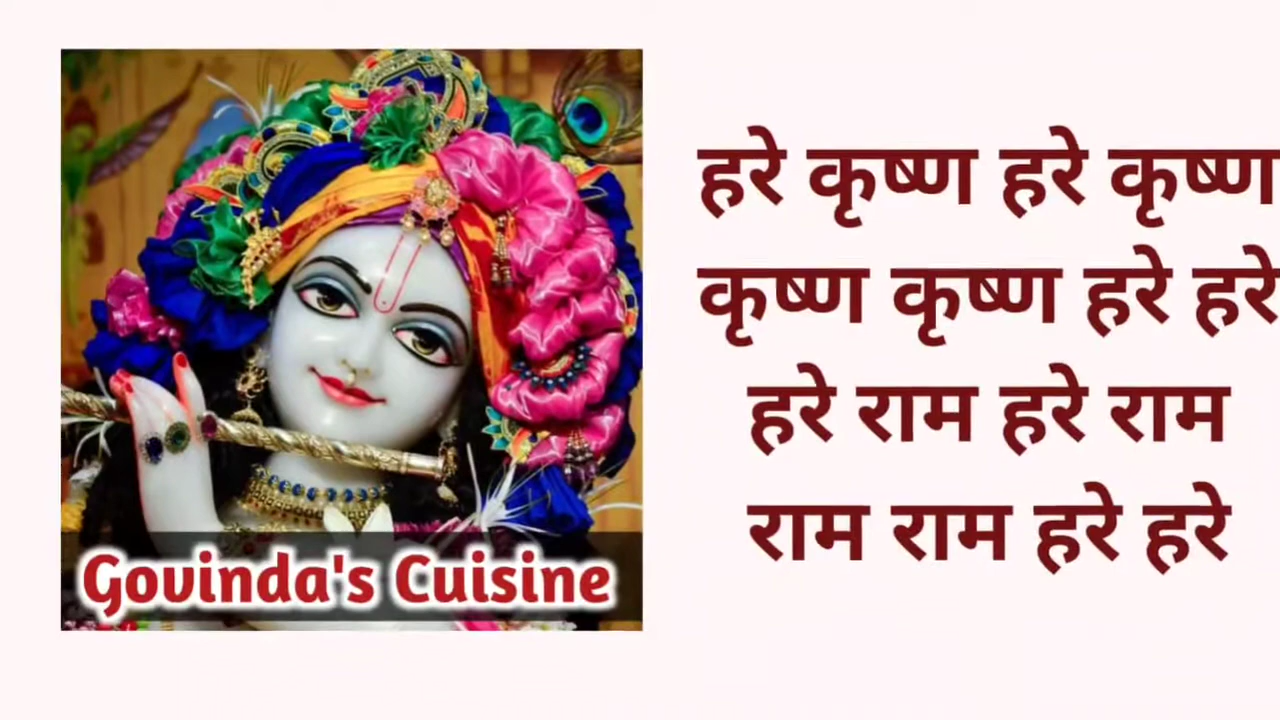 Govinda's Cuisine
हरे कृष्ण हरे कृष्ण
कृष्ण कृष्ण हरे हरे
हरे राम हरे राम
राम राम हरे हरे